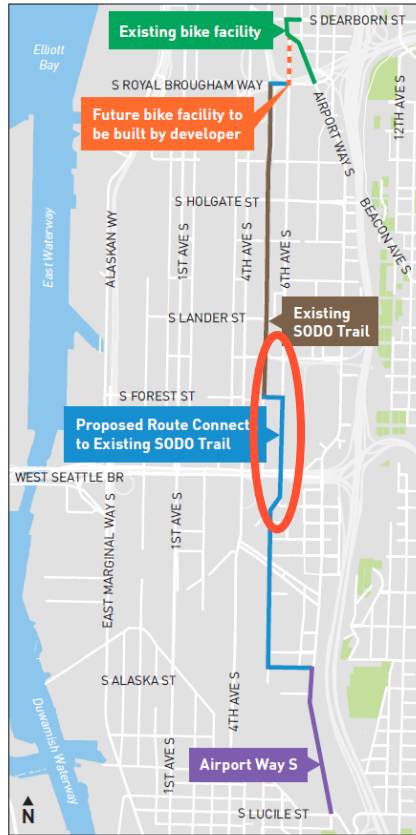 S DEARBORN ST
Existing bike facility
Elliott
Bay
S ROYAL BROUGHAM WAY
Future bike facility to
be built by developer
AIRPORT WAY S
12TH AVE S
BEACON AVE S
S HOLGATE ST
East Waterway
ALASKAN WY
1ST AVE S
4TH AVE S
6TH AVE S
S LANDER ST
Existing
SODO Trail
S FOREST ST
Proposed Route Connects
to Existing SODO Trail
WEST SEATTLE BR
EAST MARGINAL WAY S
1ST AVE S
S ALASKA ST
4TH AVE S
Duwamish Waterway
1ST AVE S
Airport Way S
N
S LUCILE ST